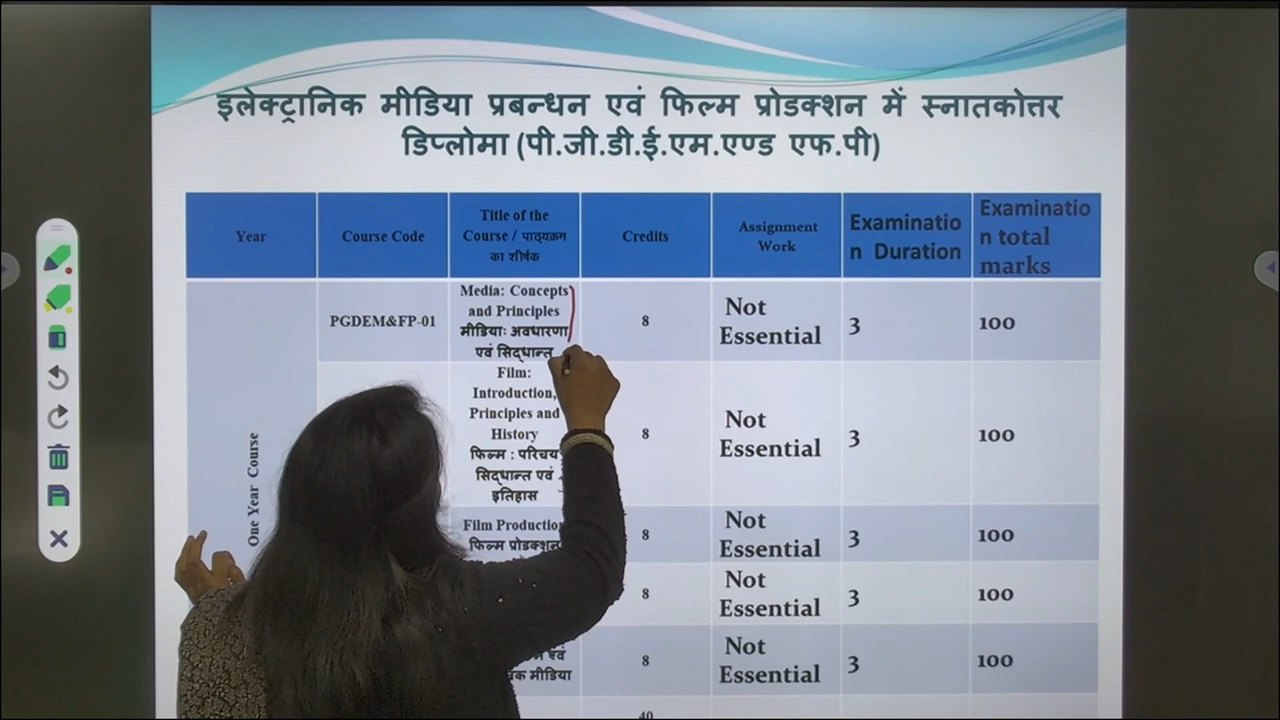 इलेक्ट्रानिक मीडिया प्रबन्धन एवं फिल्म प्रोडक्शन में स्नातकोत्तर
डिप्लोमा (पी.जी.डी.ई.एम.एण्ड एफ.पी)
Year
Course Code
Title of the
Course / पाठ्यक्रम
का शीर्षक
Credits
Assignment
Work
Examinatio
n Duration
Examinatio
n total
marks
One Year Course
PGDEM&FP-01
Media: Concepts
and Principles
मीडियाः अवधारणा
एवं सिद्धान्त
8
Not
Essential
3
100
Film:
Introduction,
Principles and
History
फिल्म : परिचय
सिद्धान्त एवं
इतिहास
8
Not
Essential
3
100
Film Production
फिल्म प्रोडक्शन
8
Not
Essential
3
100
8
Not
Essential
3
100
एवं
मीडिया
8
Not
Essential
3
100
40